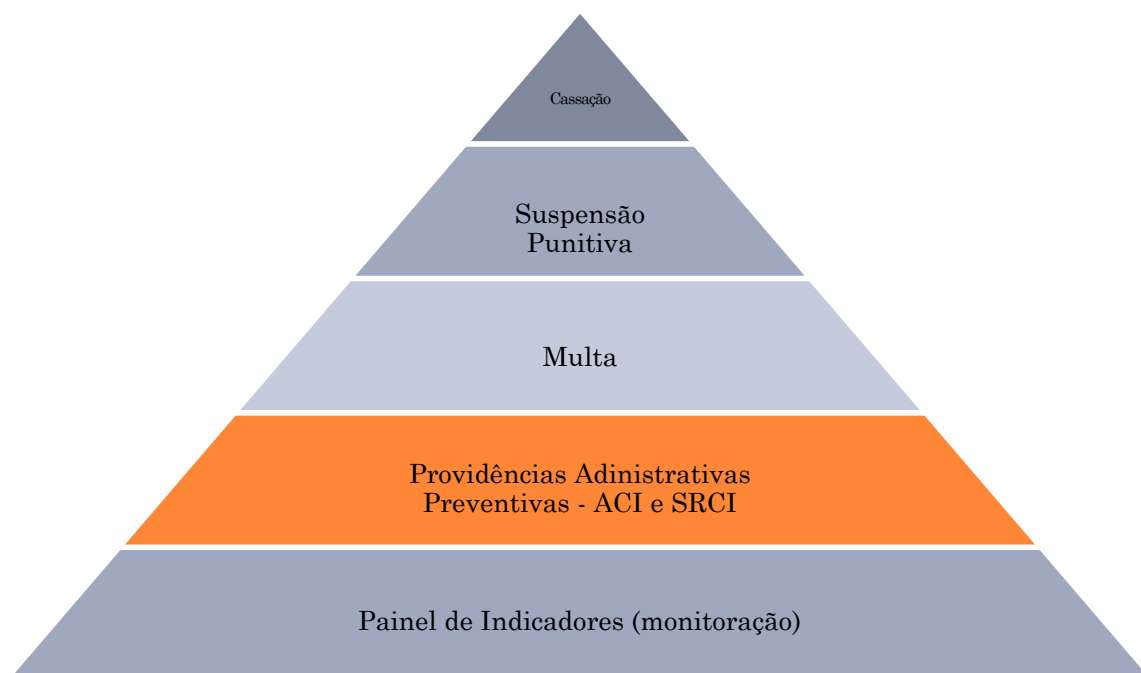 Cassação
Suspensão
Punitiva
Multa
Providências Adinistrativas
Preventivas - ACI e SRCI
Painel de Indicadores (monitoração)